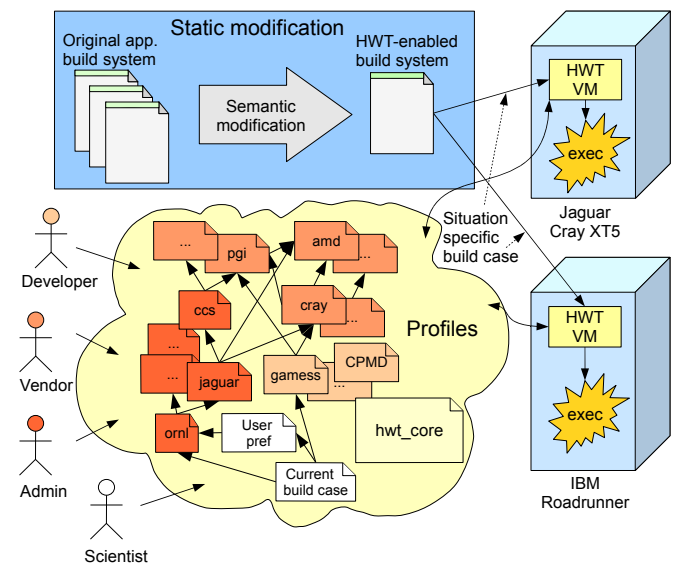 Static modification
Original app.
build system
HWT-enabled
build system
Semantic
modification
HWT
VM
exec
Jaguar
Cray XT5
Situation
specific
build case
HWT
VM
exec
IBM
Roadrunner
Developer
Vendor
Admin
Scientist
...
pgi
amd
...
ccs
cray
...
Profiles
...
...
jaguar
gamess
CPMD
...
ornl
User
pref
hwt_core
Current
build case